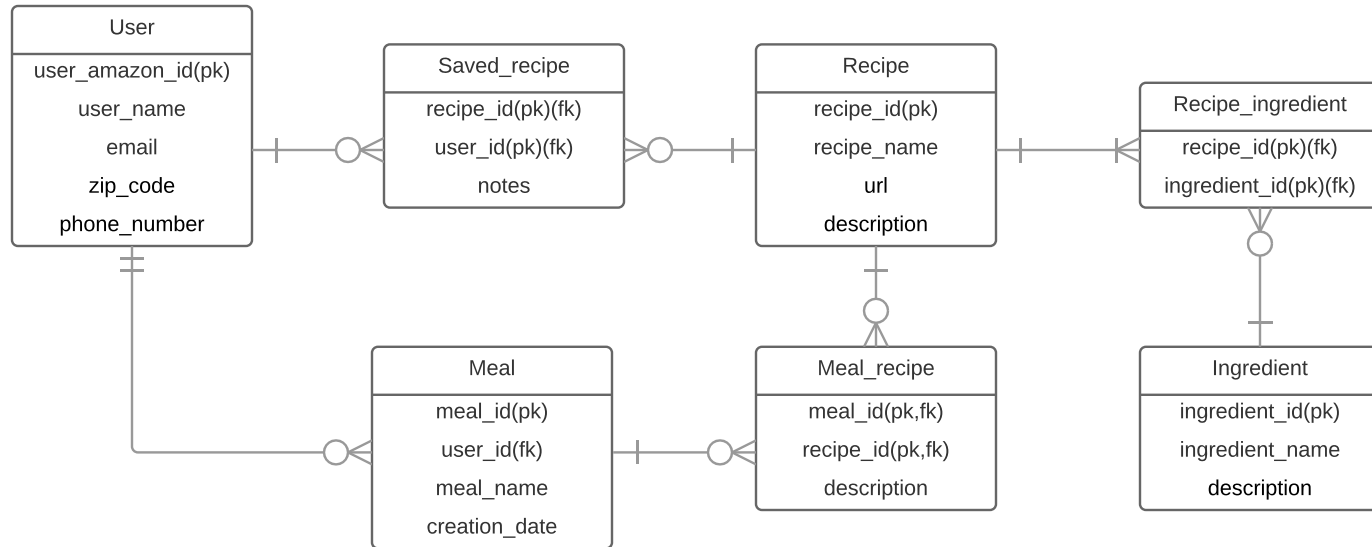 User
user_amazon_id(pk)
user_name
email
zip_code
phone_number
Saved_recipe
recipe_id(pk)(fk)
user_id(pk)(fk)
notes
Recipe
recipe_id(pk)
recipe_name
url
description
Recipe_ingredient
recipe_id(pk)(fk)
ingredient_id(pk)(fk)
Meal
meal_id(pk)
user_id(fk)
meal_name
creation_date
Meal_recipe
meal_id(pk,fk)
recipe_id(pk,fk)
description
Ingredient
ingredient_id(pk)
ingredient_name
description